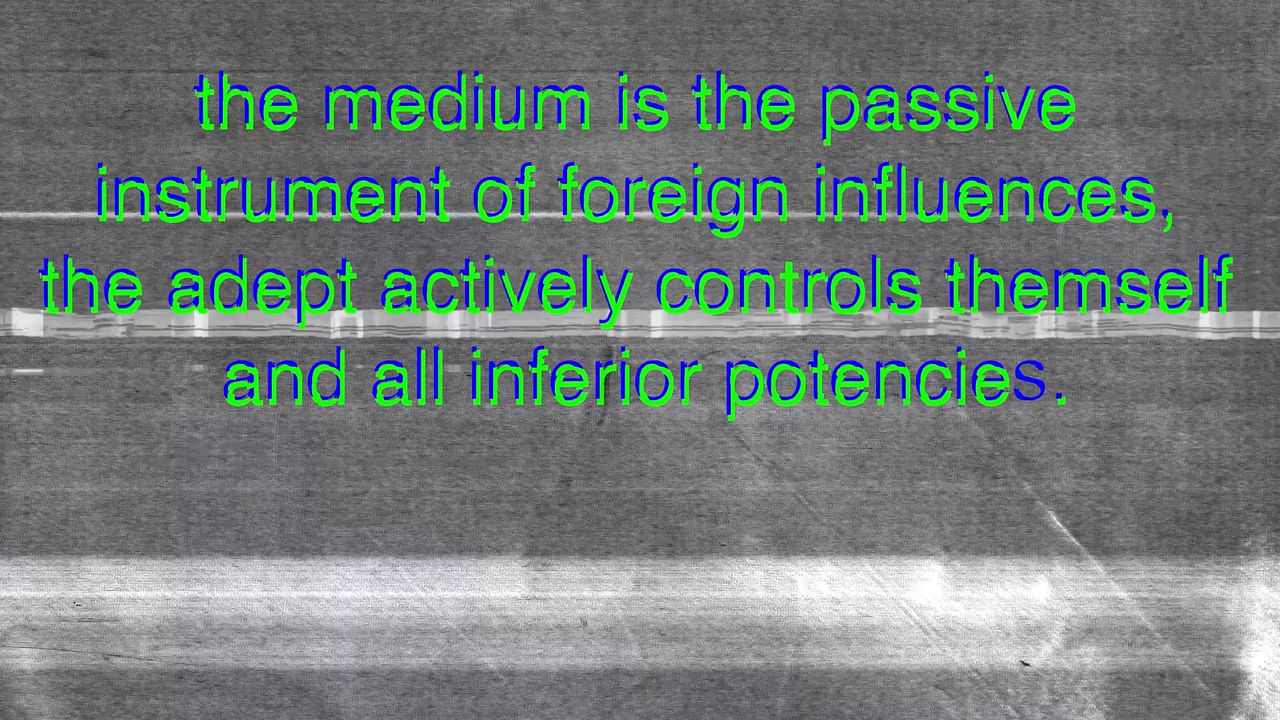 the medium is the passive
instrument of foreign influences,
the adept actively controls themself
and all inferior potencies.